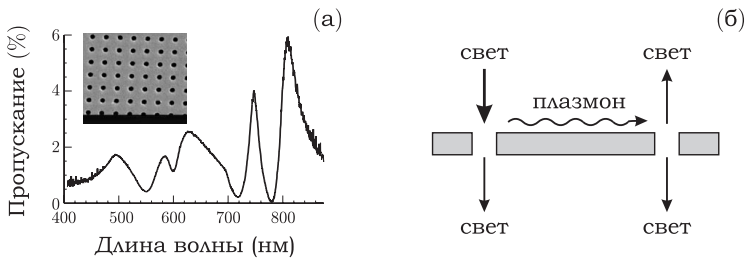 (а)
Пропускание (%)
6
4
2
0
400
500
600
700
800
Длина волны (нм)
(б)
свет
свет
плазмон
свет
свет